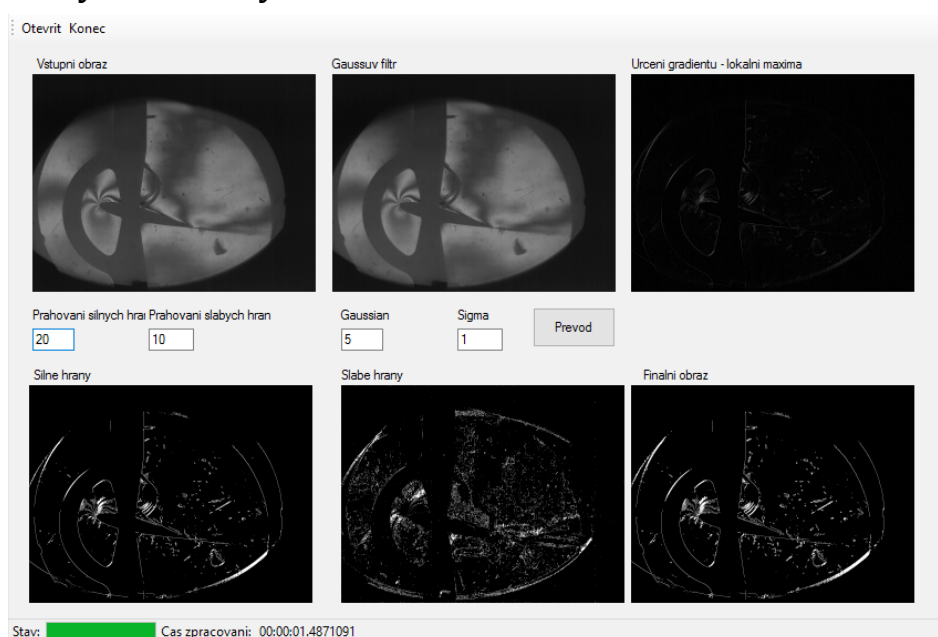 Otevrit Konec
Vstupni obraz
Gaussuv filtr
Urceni gradientu - lokalni maxima
Prahovani silnych hra Prahovani slabych hran
Gaussian
Sigma
Prevod
20
10
5
1
Silne hrany
Slabe hrany
Finalni obraz
Stav:
Cas zpracovani: 00:00:01.4871091